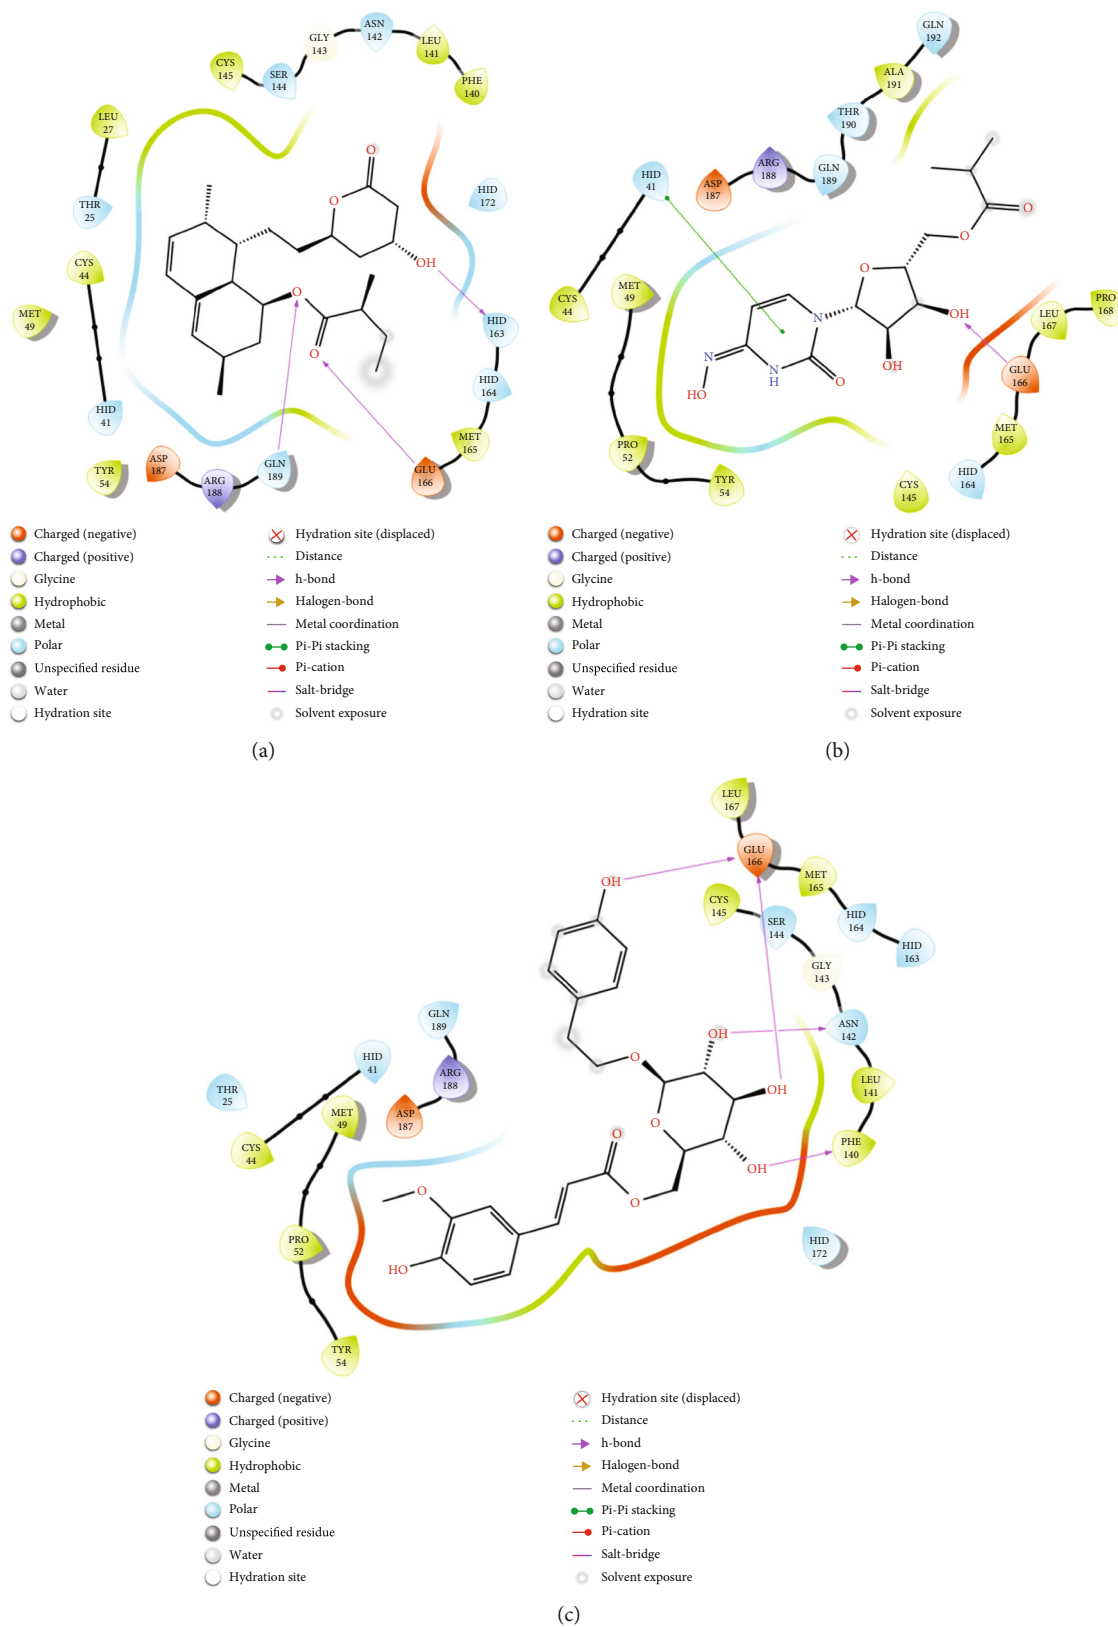 GLY
143
ASN
142
LEU
141
PHE
140
CYS
145
SER
144
LEU
27
THR
25
CYS
44
MET
49
HID
41
TYR
54
ASP
187
ARG
188
GLN
189
GLU
166
MET
165
HID
164
HID
163
HID
172
O
O
OH
O
O
Charged (negative)
Charged (positive)
Glycine
Hydrophobic
Metal
Polar
Unspecified residue
Water
Hydration site
Hydration site (displaced)
Distance
h-bond
Halogen-bond
Metal coordination
Pi-Pi stacking
Pi-cation
Salt-bridge
Solvent exposure
(a)
GLN
192
ALA
191
THR
190
GLN
189
ARG
188
ASP
187
HID
41
CYS
44
MET
49
PRO
52
TYR
54
CYS
145
HID
164
MET
165
GLU
166
LEU
167
PRO
168
O
O
O
OH
OH
N
N
N
H
O
HO
Charged (negative)
Charged (positive)
Glycine
Hydrophobic
Metal
Polar
Unspecified residue
Water
Hydration site
Hydration site (displaced)
Distance
h-bond
Halogen-bond
Metal coordination
Pi-Pi stacking
Pi-cation
Salt-bridge
Solvent exposure
(b)
LEU
167
GLU
166
MET
165
HID
164
HID
163
CYS
145
SER
144
GLY
143
ASN
142
LEU
141
PHE
140
HID
172
GLN
189
ARG
188
ASP
187
HID
41
THR
25
CYS
44
MET
49
PRO
52
TYR
54
OH
OH
O
OH
O
OH
O
O
O
HO
Charged (negative)
Charged (positive)
Glycine
Hydrophobic
Metal
Polar
Unspecified residue
Water
Hydration site
Hydration site (displaced)
Distance
h-bond
Halogen-bond
Metal coordination
Pi-Pi stacking
Pi-cation
Salt-bridge
Solvent exposure
(c)